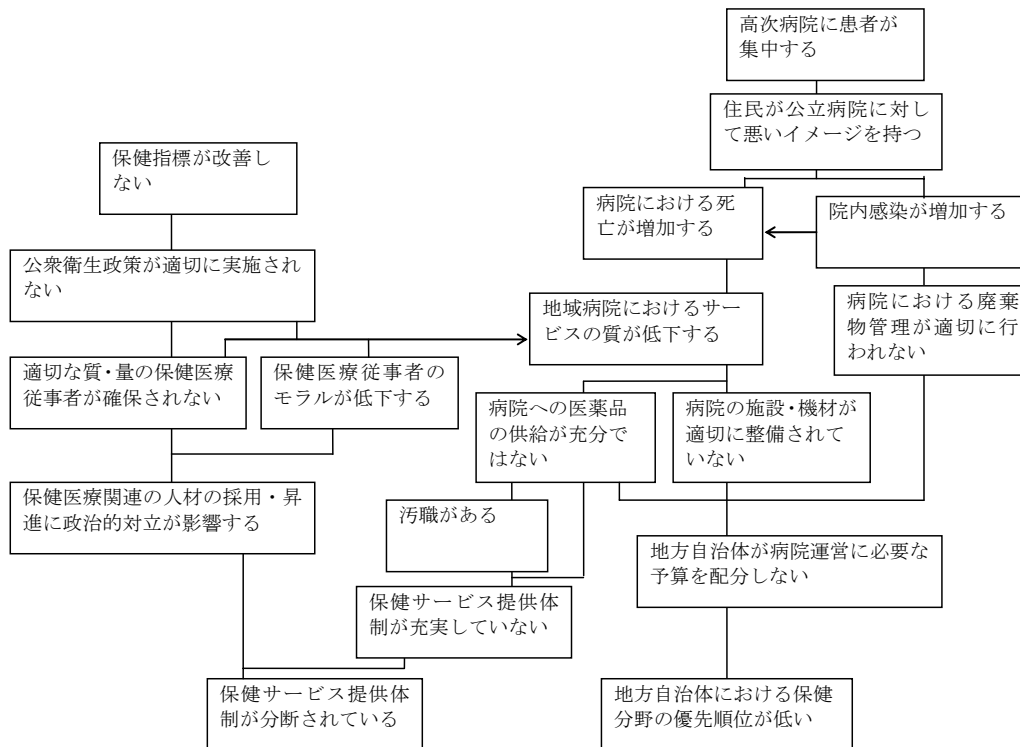 高次病院に患者が
集中する
住民が公立病院に対し
て悪いイメージを持つ
保健指標が改善し
ない
病院における死
亡が増加する
院内感染が増加する
公衆衛生政策が適切に実施され
ない
地域病院におけるサー
ビスの質が低下する
病院における廃棄
物管理が適切に行
われない
適切な質・量の保健医療
従事者が確保されない
保健医療従事者の
モラルが低下する
病院への医薬品
の供給が充分で
はない
病院の施設・機材が
適切に整備されて
いない
保健医療関連の人材の採用・昇
進に政治的対立が影響する
汚職がある
地方自治体が病院運営に必要な
予算を配分しない
保健サービス提供体
制が充実していない
保健サービス提供体
制が分断されている
地方自治体における保健
分野の優先順位が低い